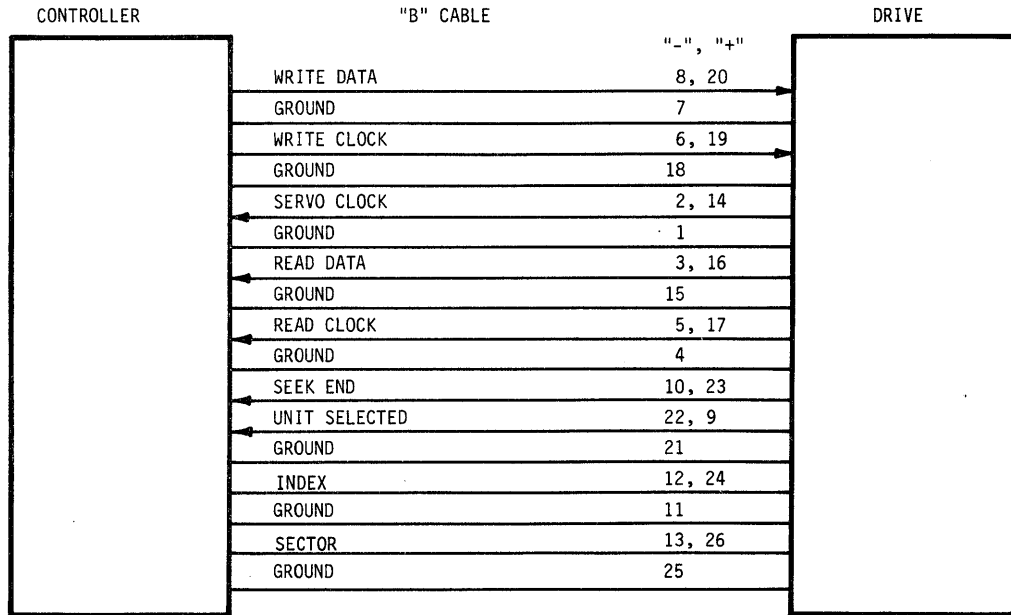 CONTROLLER "B" CABLE DRIVE
"-", "+"
WRITE DATA 8, 20
GROUND 7
WRITE CLOCK 6, 19
GROUND 18
SERVO CLOCK 2, 14
GROUND 1
READ DATA 3, 16
GROUND 15
READ CLOCK 5, 17
GROUND 4
SEEK END 10, 23
UNIT SELECTED 22, 9
GROUND 21
INDEX 12, 24
GROUND 11
SECTOR 13, 26
GROUND 25